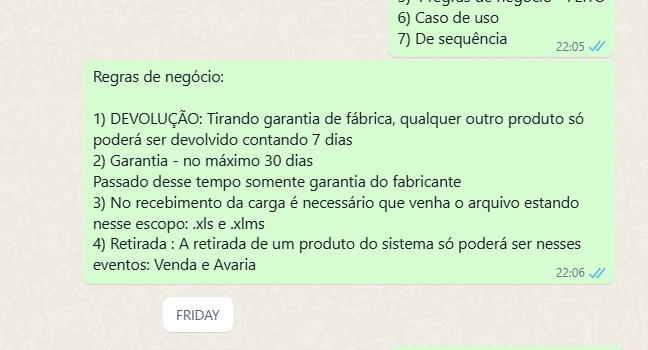 6) Caso de uso
7) De sequência
22:05
Regras de negócio:
1) DEVOLUÇÃO: Tirando garantia de fábrica, qualquer outro produto só
poderá ser devolvido contando 7 dias
2) Garantia - no máximo 30 dias
Passado desse tempo somente garantia do fabricante
3) No recebimento da carga é necessário que venha o arquivo estando
nesse escopo: .xls e .xlms
4) Retirada : A retirada de um produto do sistema só poderá ser nesses
eventos: Venda e Avaria
22:06
FRIDAY